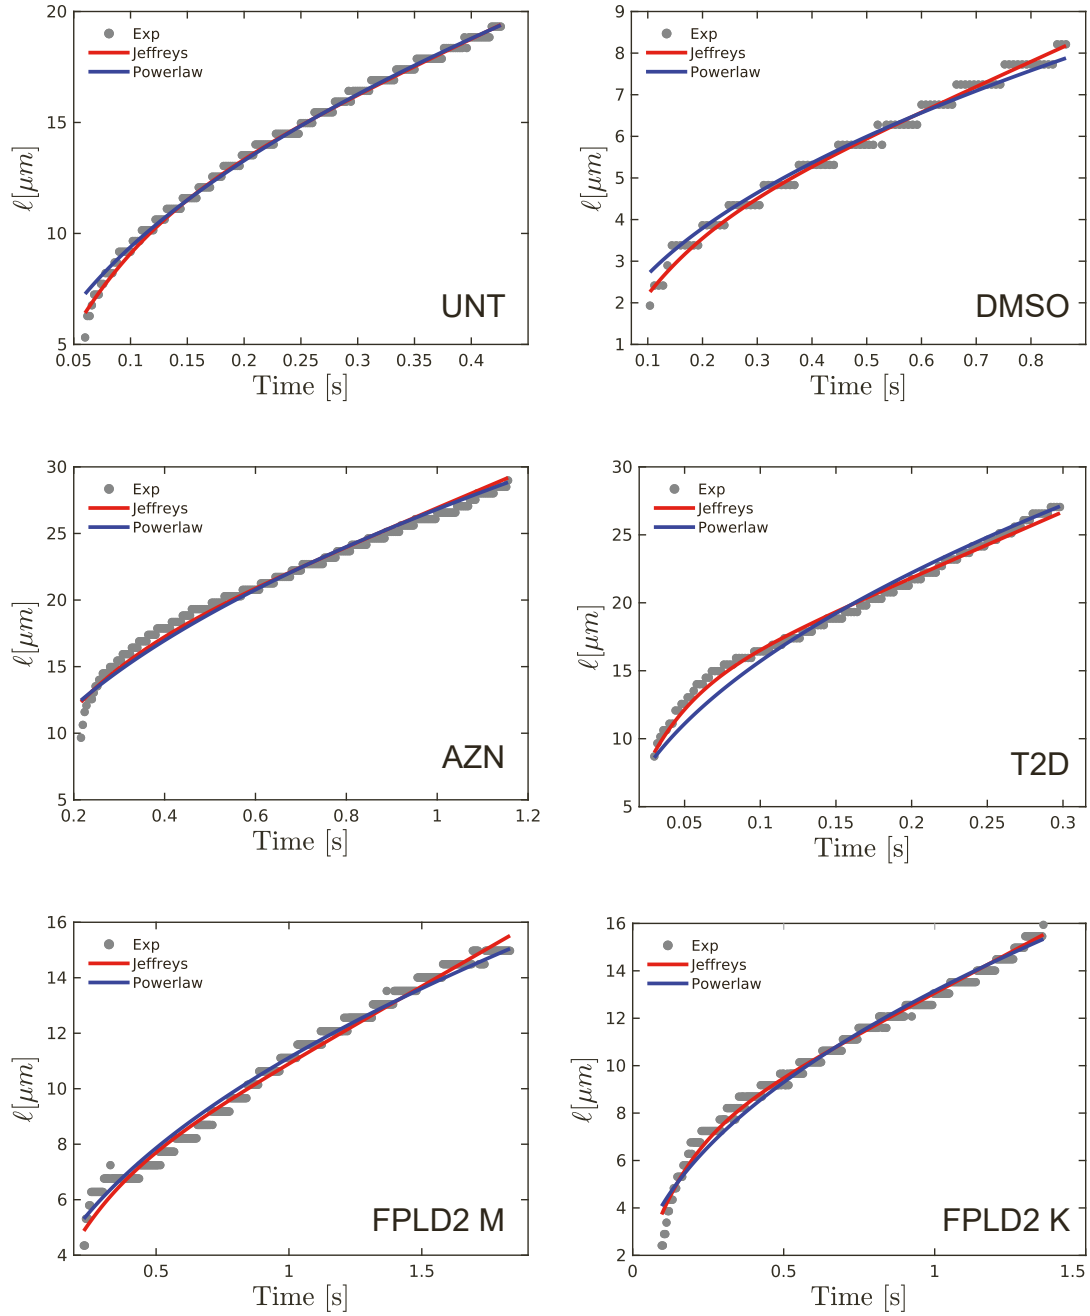 20
15
10
5
ℓ[μm]
Exp
Jeffreys
Powerlaw
UNT
0.05 0.1 0.15 0.2 0.25 0.3 0.35 0.4
Time [s]
9
8
7
6
5
4
3
2
1
ℓ[μm]
Exp
Jeffreys
Powerlaw
DMSO
0.1 0.2 0.3 0.4 0.5 0.6 0.7 0.8
Time [s]
30
25
20
15
10
5
ℓ[μm]
Exp
Jeffreys
Powerlaw
AZN
0.2 0.4 0.6 0.8 1 1.2
Time [s]
30
25
20
15
10
5
ℓ[μm]
Exp
Jeffreys
Powerlaw
T2D
0.05 0.1 0.15 0.2 0.25 0.3
Time [s]
16
14
12
10
8
6
4
ℓ[μm]
Exp
Jeffreys
Powerlaw
FPLD2 M
0.5 1 1.5
Time [s]
16
14
12
10
8
6
4
2
ℓ[μm]
Exp
Jeffreys
Powerlaw
FPLD2 K
0 0.5 1 1.5
Time [s]